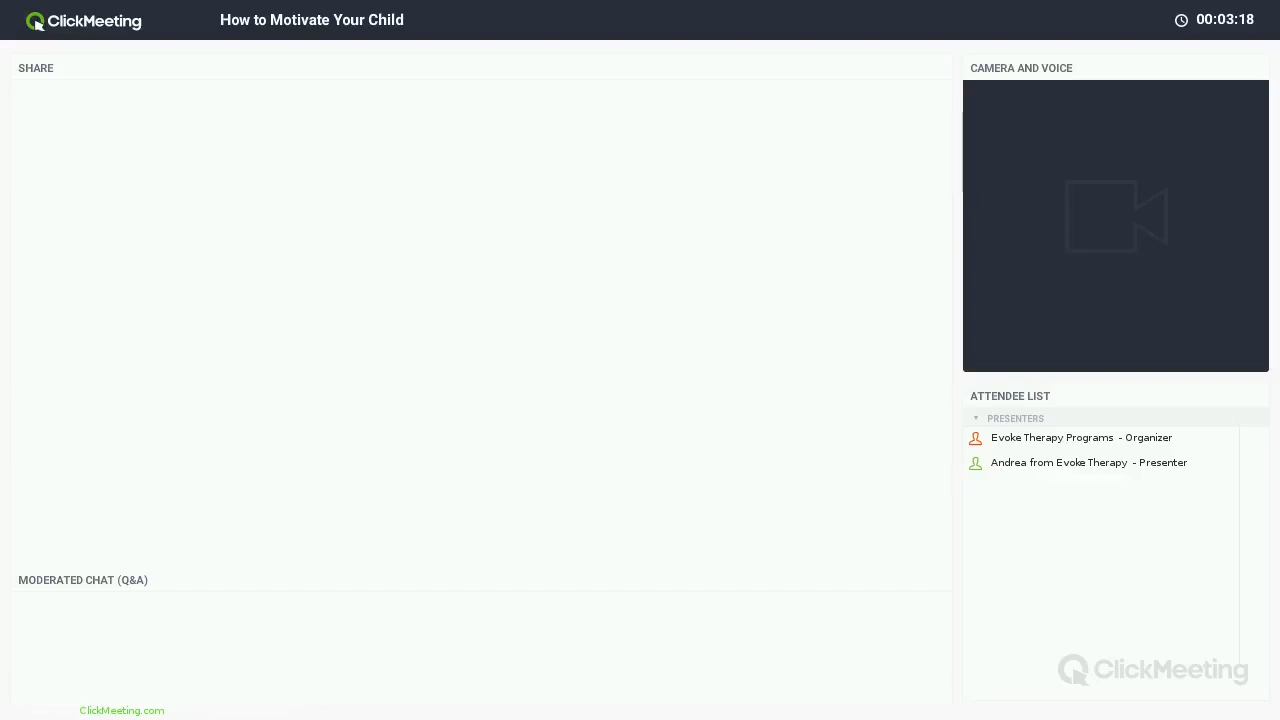 ClickMeeting
How to Motivate Your Child
00:03:18
SHARE
CAMERA AND VOICE
ATTENDEE LIST
PRESENTERS
Evoke Therapy Programs - Organizer
Andrea from Evoke Therapy - Presenter
MODERATED CHAT (Q&A)
ClickMeeting
ClickMeeting.com